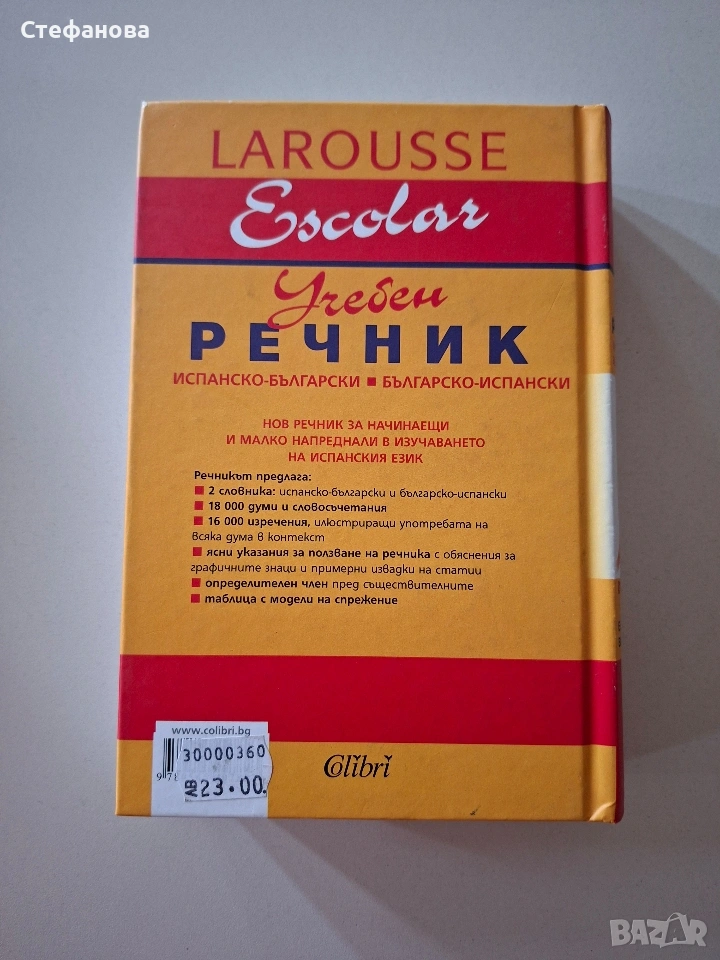 Стефанова
LAROUSSE
Escolar
Учебен
РЕЧНИК
ИСПАНСКО-БЪЛГАРСКИ ■ БЪЛГАРСКО-ИСПАНСКИ
НОВ РЕЧНИК ЗА НАЧИНАЕЩИ
И МАЛКО НАПРЕДНАЛИ В ИЗУЧАВАНЕТО
НА ИСПАНСКИЯ ЕЗИК
Речникът предлага:
■ 2 словника: испанско-български и българско-испански
■ 18 000 думи и словосъчетания
■ 16 000 изречения, илюстриращи употребата на
всяка дума в контекст
■ ясни указания за ползване на речника с обяснения за
графичните знаци и примерни извадки на статии
■ определителен член пред съществителните
■ таблица с модели на спрежение
www.colibri.bg
30000360
ЛВ 23.00
Colibri
BAZAR